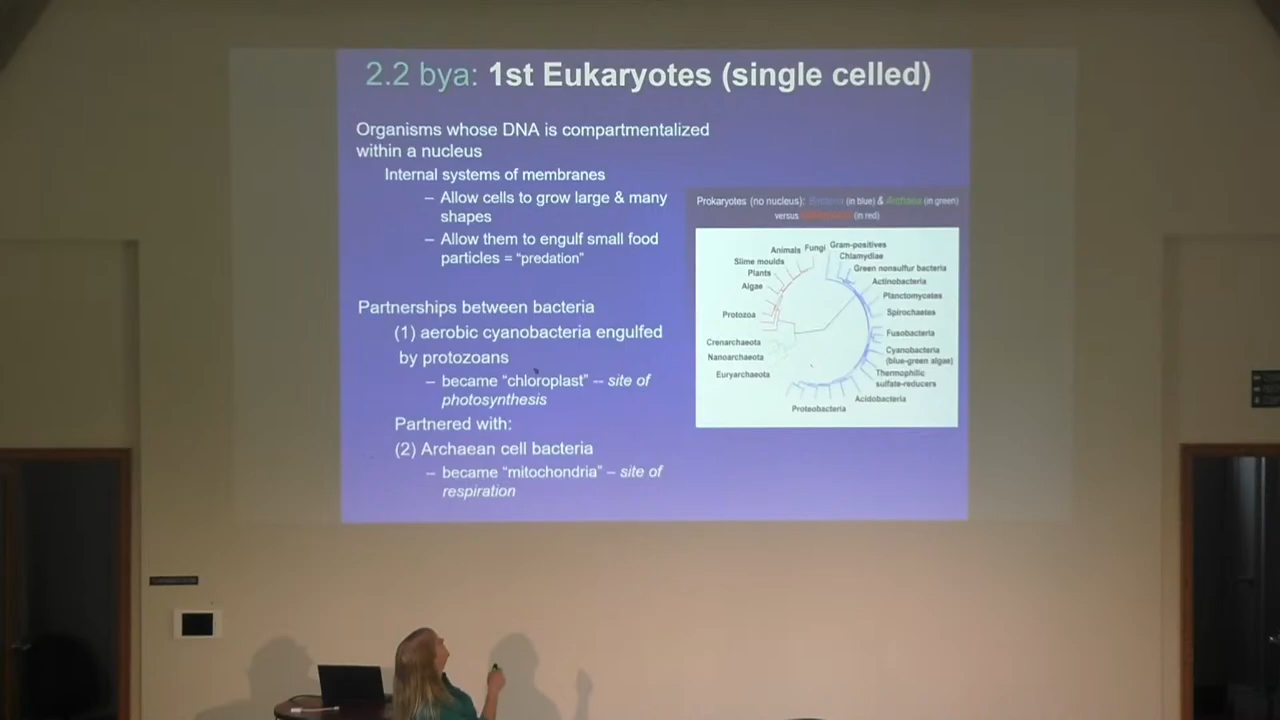 2.2 bya: 1st Eukaryotes (single celled)
Organisms whose DNA is compartmentalized
within a nucleus
Internal systems of membranes
– Allow cells to grow large & many
shapes
– Allow them to engulf small food
particles = “predation”
Partnerships between bacteria
(1) aerobic cyanobacteria engulfed
by protozoans
– became “chloroplast” -- site of
photosynthesis
Partnered with:
(2) Archaean cell bacteria
– became “mitochondria” – site of
respiration
Prokaryotes (no nucleus): Bacteria (in blue) & Archaea (in green)
versus (in red)
Animals
Fungi
Gram-positives
Slime moulds
Chlamydiae
Plants
Green nonsulfur bacteria
Algae
Actinobacteria
Planctomycetes
Protozoa
Spirochaetes
Fusobacteria
Crenarchaeota
Cyanobacteria
(blue-green algae)
Nanoarchaeota
Euryarchaeota
Thermophilic
sulfate-reducers
Acidobacteria
Proteobacteria